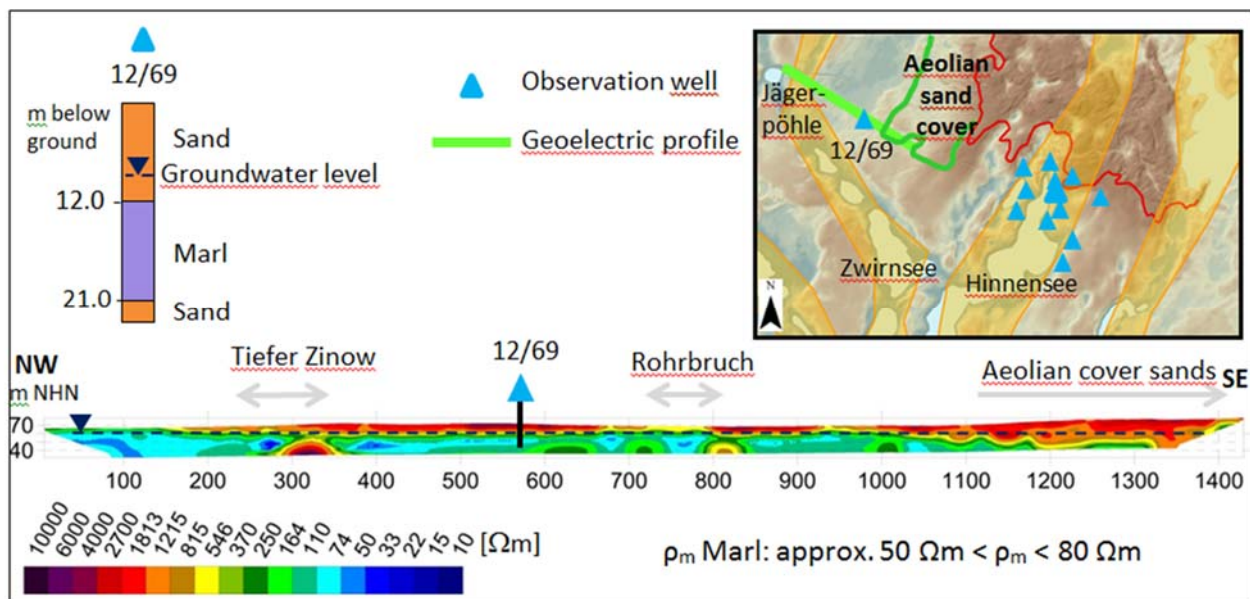 12/69
m below
ground
Sand
Groundwater level
12.0
Marl
21.0
Sand
Observation well
Geoelectric profile
Jäger-
pöhle
Aeolian
sand
cover
12/69
Zwirnsee
Hinnensee
N
NW
m NHN
Tiefer Zinow
12/69
Rohrbruch
Aeolian cover sands SE
70
40
100 200 300 400 500 600 700 800 900 1000 1100 1200 1300 1400
10000 6000 4000 2700 1813 1215 815 546 370 250 164 110 74 50 33 22 15 10 [Ωm]
ρm Marl: approx. 50 Ωm < ρm < 80 Ωm